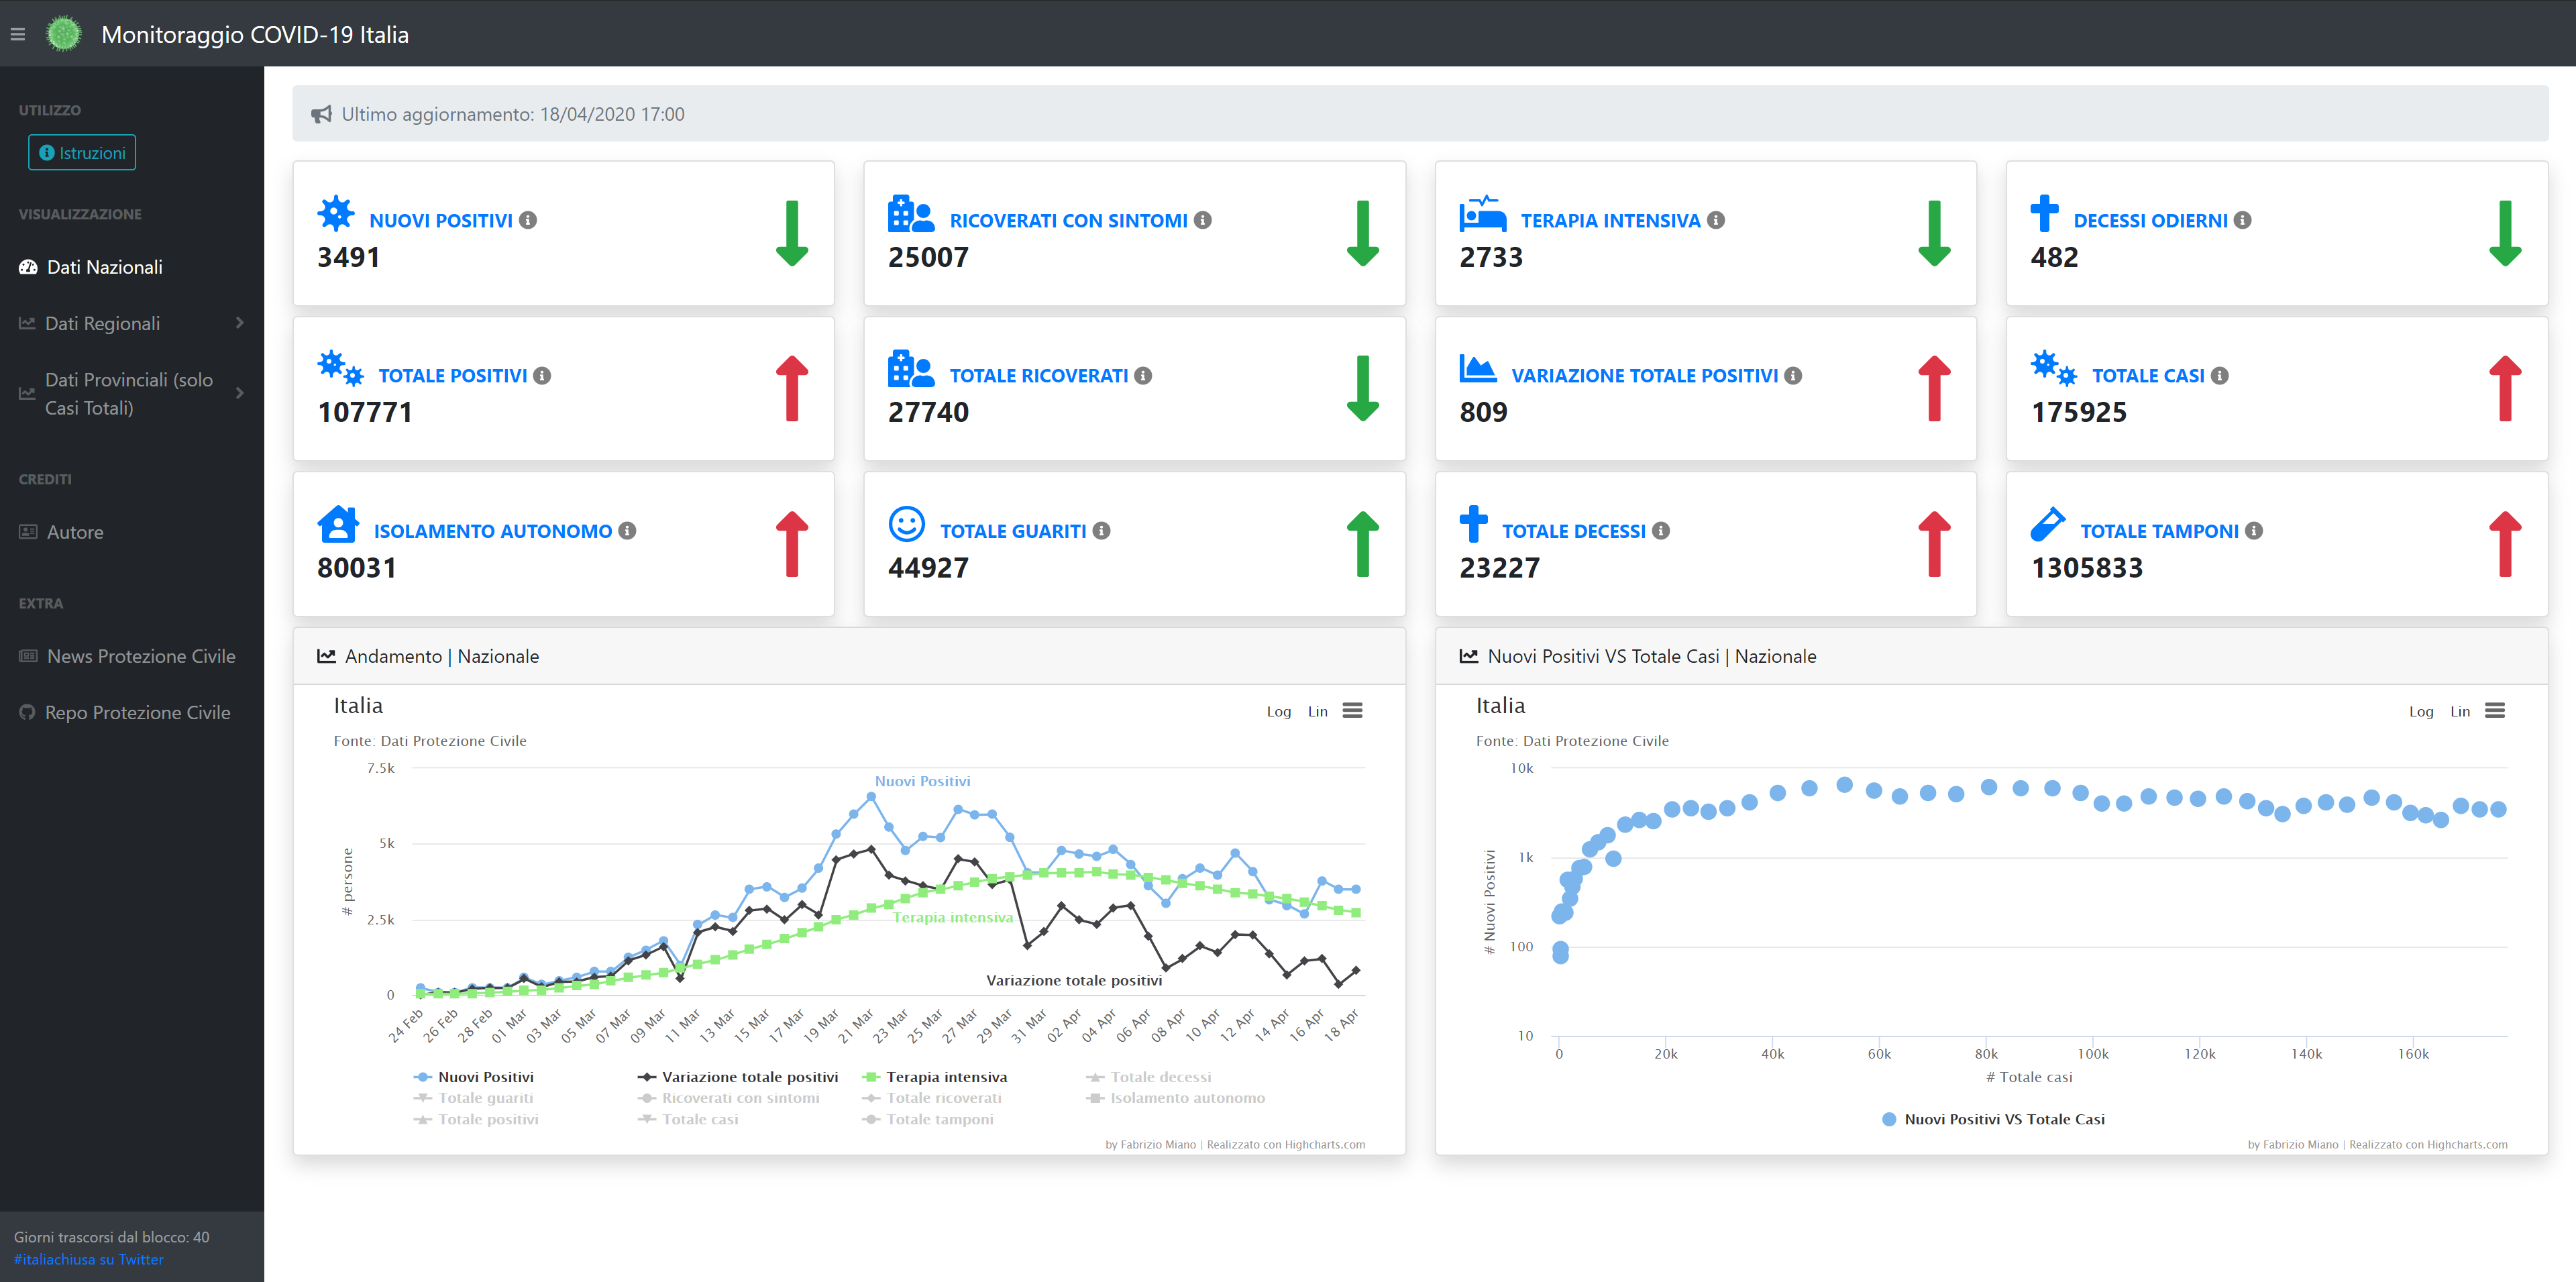 Monitoraggio COVID-19 Italia
UTILIZZO
Istruzioni
VISUALIZZAZIONE
Dati Nazionali
Dati Regionali
Dati Provinciali (solo
Casi Totali)
CREDITI
Autore
EXTRA
News Protezione Civile
Repo Protezione Civile
Giorni trascorsi dal blocco: 40
#italiachiusa su Twitter
Ultimo aggiornamento: 18/04/2020 17:00
NUOVI POSITIVI
3491
RICOVERATI CON SINTOMI
25007
TERAPIA INTENSIVA
2733
DECESSI ODIERNI
482
TOTALE POSITIVI
107771
TOTALE RICOVERATI
27740
VARIAZIONE TOTALE POSITIVI
809
TOTALE CASI
175925
ISOLAMENTO AUTONOMO
80031
TOTALE GUARITI
44927
TOTALE DECESSI
23227
TOTALE TAMPONI
1305833
Andamento | Nazionale
Italia
Log Lin
Fonte: Dati Protezione Civile
# persone
7.5k
5k
2.5k
0
Nuovi Positivi
Terapia intensiva
Variazione totale positivi
24 Feb 26 Feb 28 Feb 01 Mar 03 Mar 05 Mar 07 Mar 09 Mar 11 Mar 13 Mar 15 Mar 17 Mar 19 Mar 21 Mar 23 Mar 25 Mar 27 Mar 29 Mar 31 Mar 02 Apr 04 Apr 06 Apr 08 Apr 10 Apr 12 Apr 14 Apr 16 Apr 18 Apr
Nuovi Positivi Variazione totale positivi Terapia intensiva Totale decessi
Totale guariti Ricoverati con sintomi Totale ricoverati Isolamento autonomo
Totale positivi Totale casi Totale tamponi
by Fabrizio Miano | Realizzato con Highcharts.com
Nuovi Positivi VS Totale Casi | Nazionale
Italia
Log Lin
Fonte: Dati Protezione Civile
# Nuovi Positivi
10k
1k
100
10
0 20k 40k 60k 80k 100k 120k 140k 160k
# Totale casi
Nuovi Positivi VS Totale Casi
by Fabrizio Miano | Realizzato con Highcharts.com